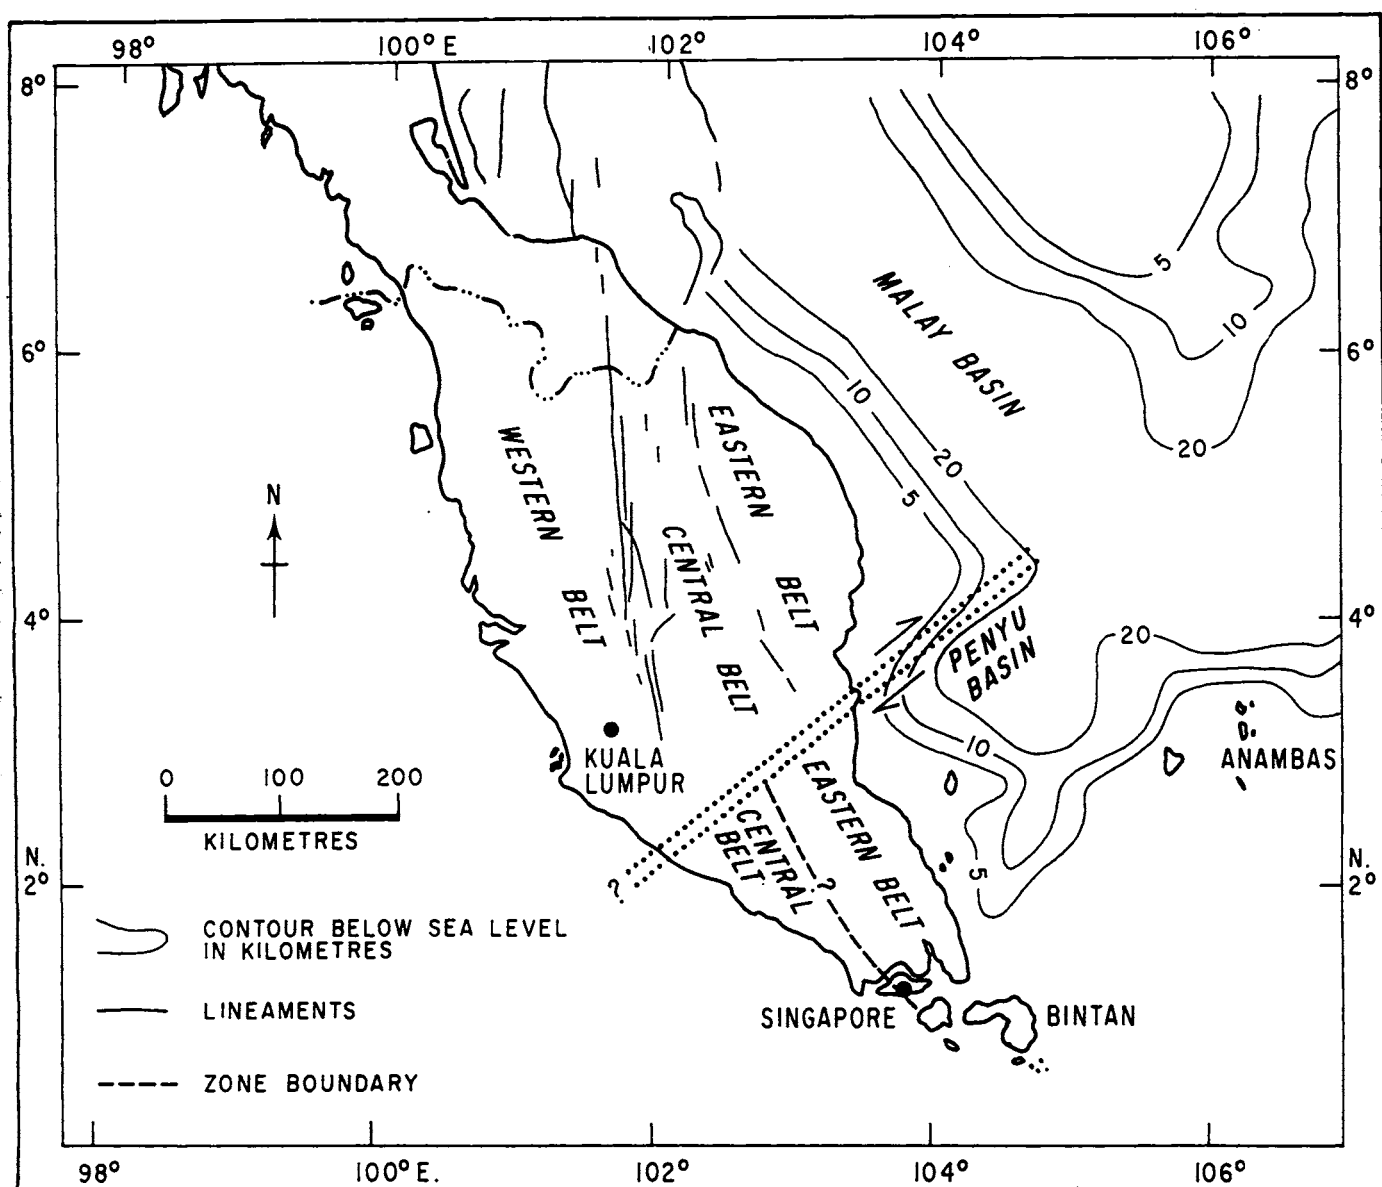 98° 100° E 102° 104° 106°
8° 8°
5
MALAY BASIN
10
6° 6°
10
20
20
5
WESTERN BELT
EASTERN BELT
CENTRAL BELT
N
4° 4°
PENYU
BASIN
20
10
ANAMBAS
KUALA
LUMPUR
0 100 200
KILOMETRES
EASTERN BELT
CENTRAL
BELT
?
?
5
N. N.
2° 2°
CONTOUR BELOW SEA LEVEL
IN KILOMETRES
LINEAMENTS
SINGAPORE
BINTAN
ZONE BOUNDARY
98° 100° E. 102° 104° 106°